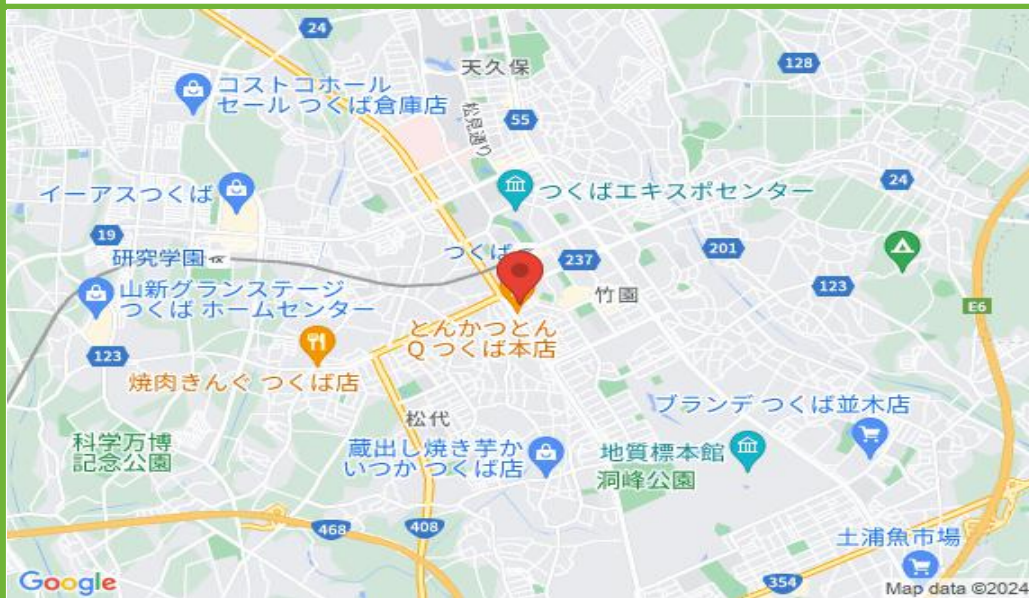 24
天久保
128
コストコホール
セール つくば倉庫店
松見通り
55
つくばエキスポセンター
24
イーアスつくば
19
研究学園
つくば
237
201
123
山新グランステージ
つくば ホームセンター
竹園
E6
とんかつとん
Q つくば本店
123
焼肉きんぐ つくば店
松代
ブランデ つくば並木店
科学万博
記念公園
蔵出し焼き芋か
いつか つくば店
地質標本館
洞峰公園
468
408
土浦魚市場
354
Google
Map data ©2024